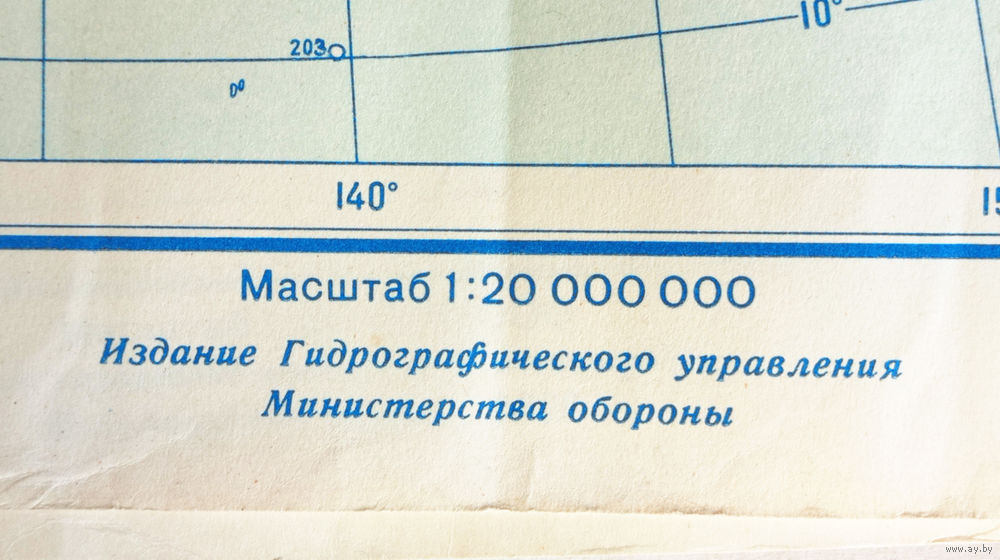 10°
203
140°
Масштаб 1:20 000 000
Издание Гидрографического управления
Министерства обороны
www.ay.by